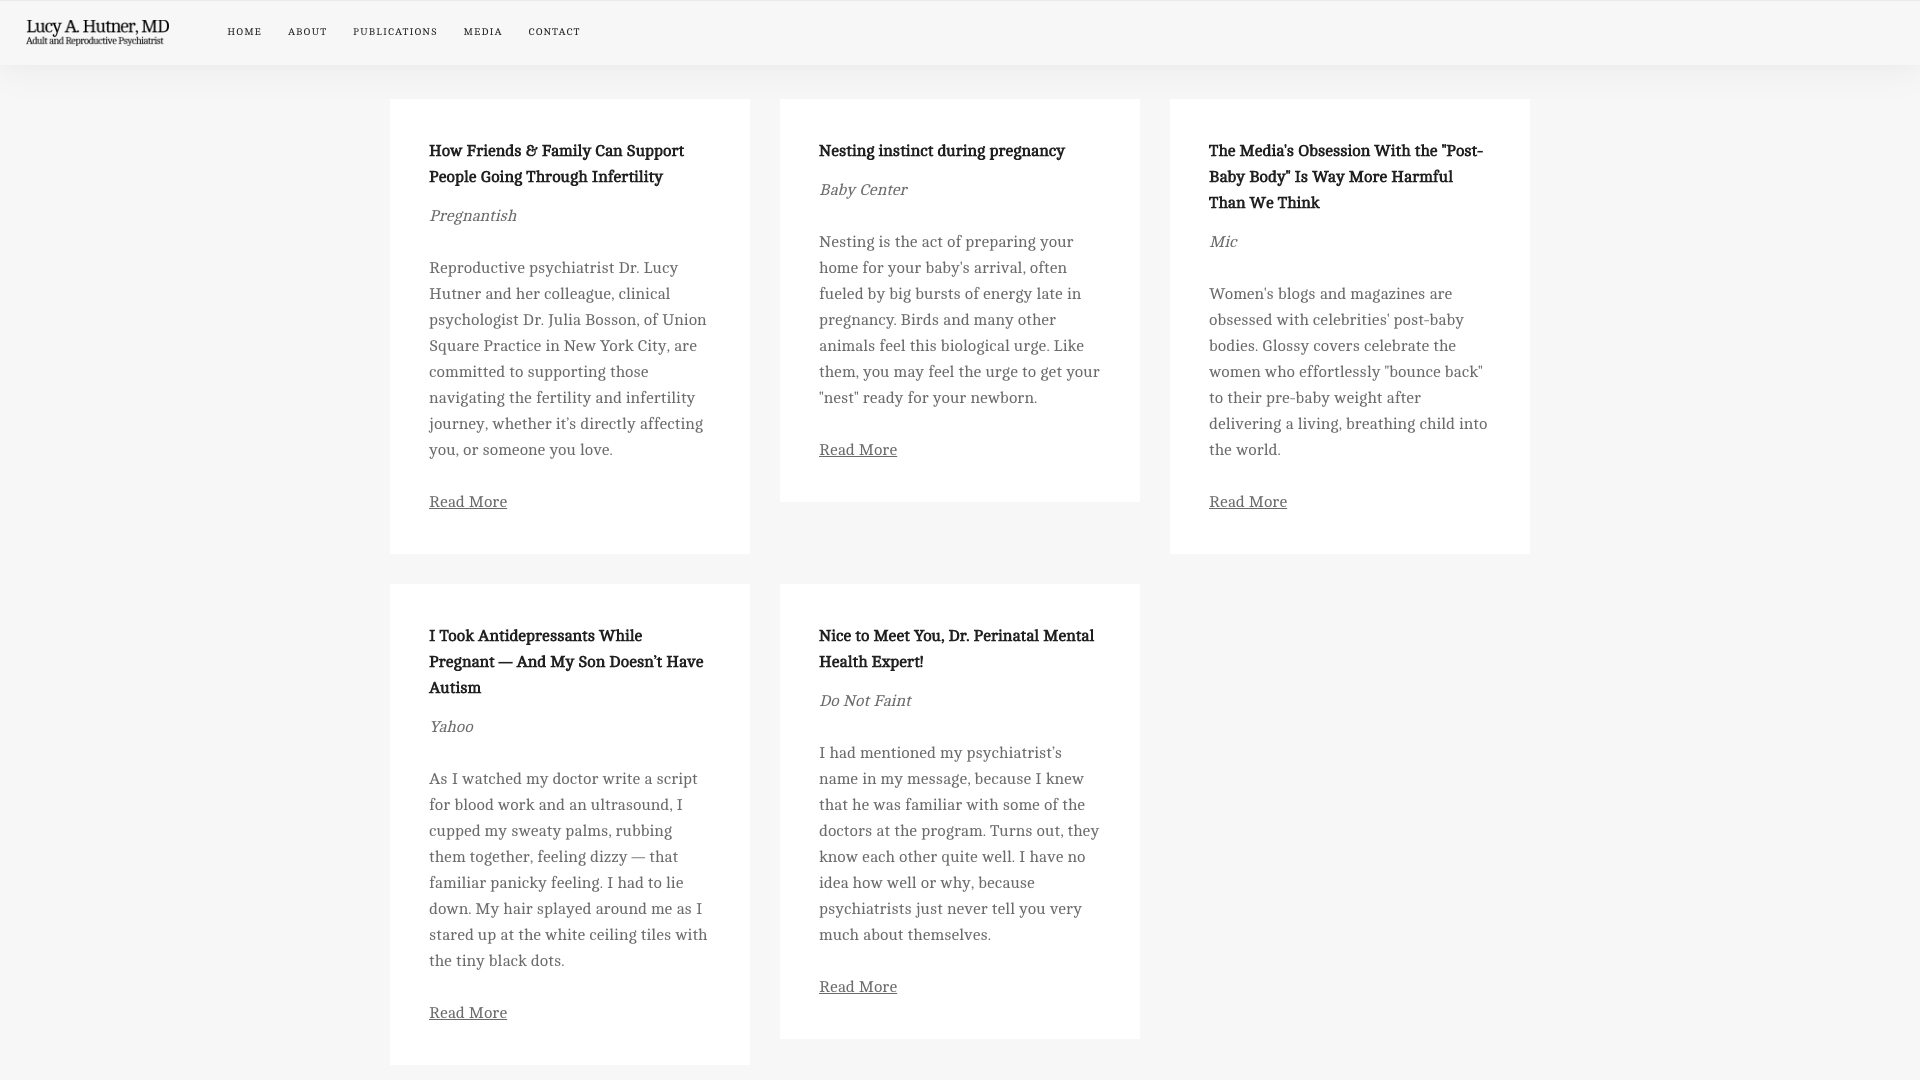 Lucy A. Hutner, MD
Adult and Reproductive Psychiatrist
HOME ABOUT PUBLICATIONS MEDIA CONTACT
How Friends & Family Can Support
People Going Through Infertility
Pregnantish
Reproductive psychiatrist Dr. Lucy
Hutner and her colleague, clinical
psychologist Dr. Julia Bosson, of Union
Square Practice in New York City, are
committed to supporting those
navigating the fertility and infertility
journey, whether it’s directly affecting
you, or someone you love.
Read More
Nesting instinct during pregnancy
Baby Center
Nesting is the act of preparing your
home for your baby's arrival, often
fueled by big bursts of energy late in
pregnancy. Birds and many other
animals feel this biological urge. Like
them, you may feel the urge to get your
"nest" ready for your newborn.
Read More
The Media's Obsession With the "Post-
Baby Body" Is Way More Harmful
Than We Think
Mic
Women's blogs and magazines are
obsessed with celebrities' post-baby
bodies. Glossy covers celebrate the
women who effortlessly "bounce back"
to their pre-baby weight after
delivering a living, breathing child into
the world.
Read More
I Took Antidepressants While
Pregnant — And My Son Doesn’t Have
Autism
Yahoo
As I watched my doctor write a script
for blood work and an ultrasound, I
cupped my sweaty palms, rubbing
them together, feeling dizzy — that
familiar panicky feeling. I had to lie
down. My hair splayed around me as I
stared up at the white ceiling tiles with
the tiny black dots.
Read More
Nice to Meet You, Dr. Perinatal Mental
Health Expert!
Do Not Faint
I had mentioned my psychiatrist’s
name in my message, because I knew
that he was familiar with some of the
doctors at the program. Turns out, they
know each other quite well. I have no
idea how well or why, because
psychiatrists just never tell you very
much about themselves.
Read More